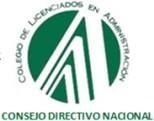 COLEGIO DE LICENCIADOS EN ADMINISTRACIÓN
CONSEJO DIRECTIVO NACIONAL